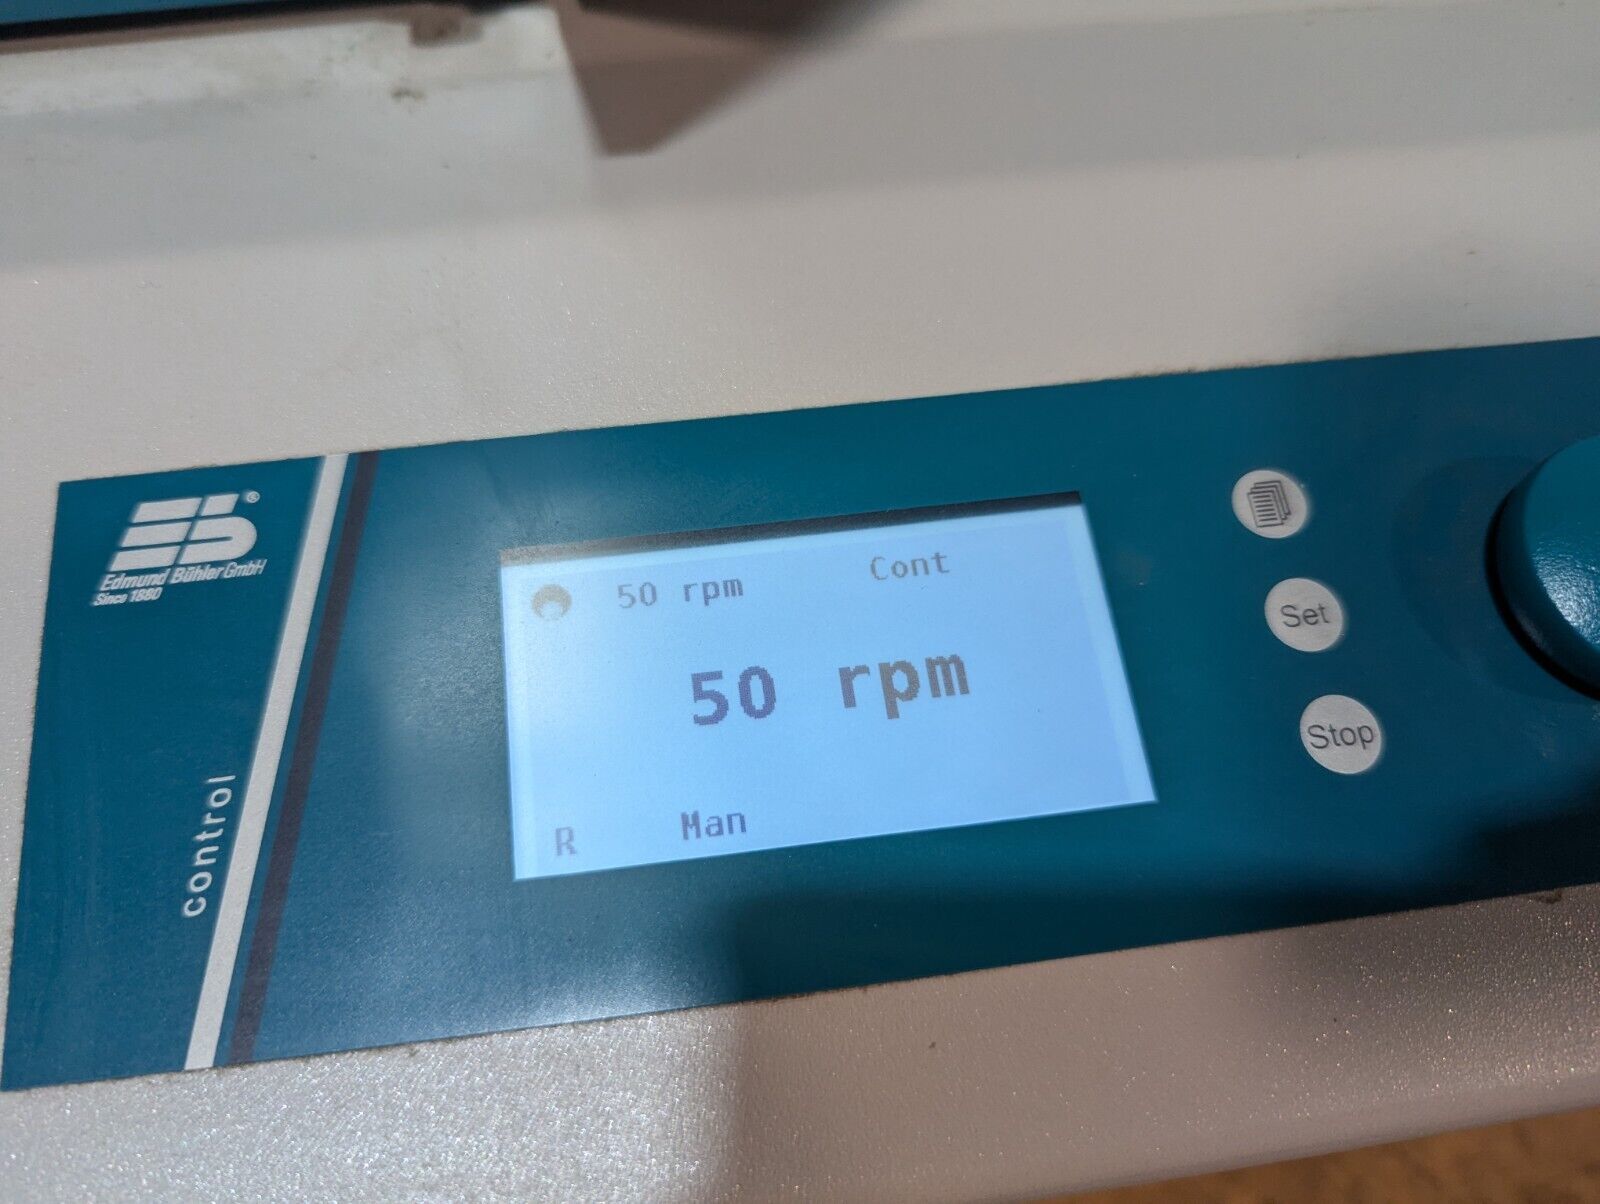 ®
Edmund Bühler GmbH
Since 1880
control
50 rpm Cont
50 rpm
R Man
Set
Stop